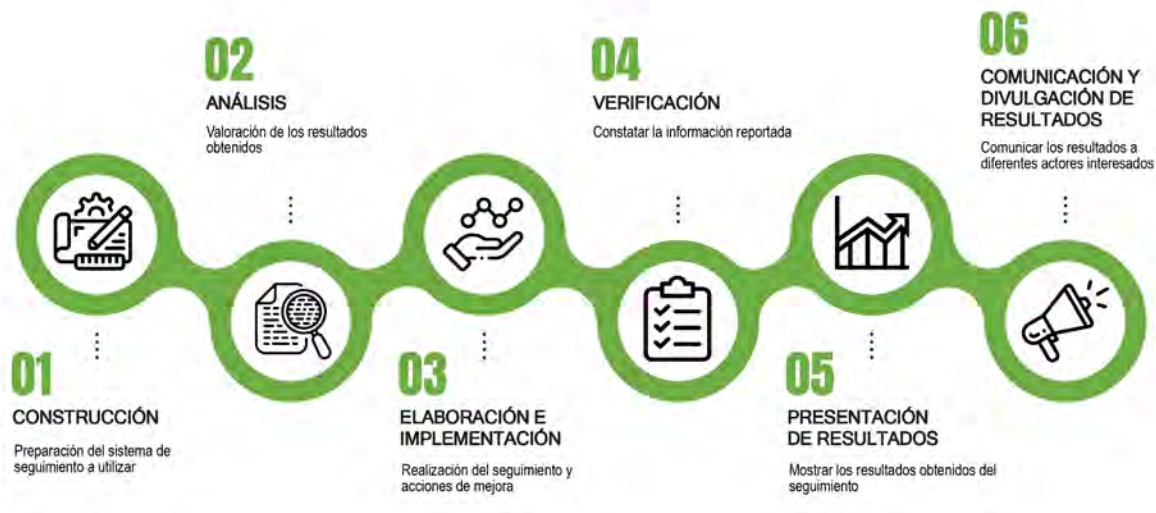 01
CONSTRUCCIÓN
Preparación del sistema de
seguimiento a utilizar
02
ANÁLISIS
Valoración de los resultados
obtenidos
03
ELABORACIÓN E
IMPLEMENTACIÓN
Realización del seguimiento y
acciones de mejora
04
VERIFICACIÓN
Constatar la información reportada
05
PRESENTACIÓN
DE RESULTADOS
Mostrar los resultados obtenidos del
seguimiento
06
COMUNICACIÓN Y
DIVULGACIÓN DE
RESULTADOS
Comunicar los resultados a
diferentes actores interesados